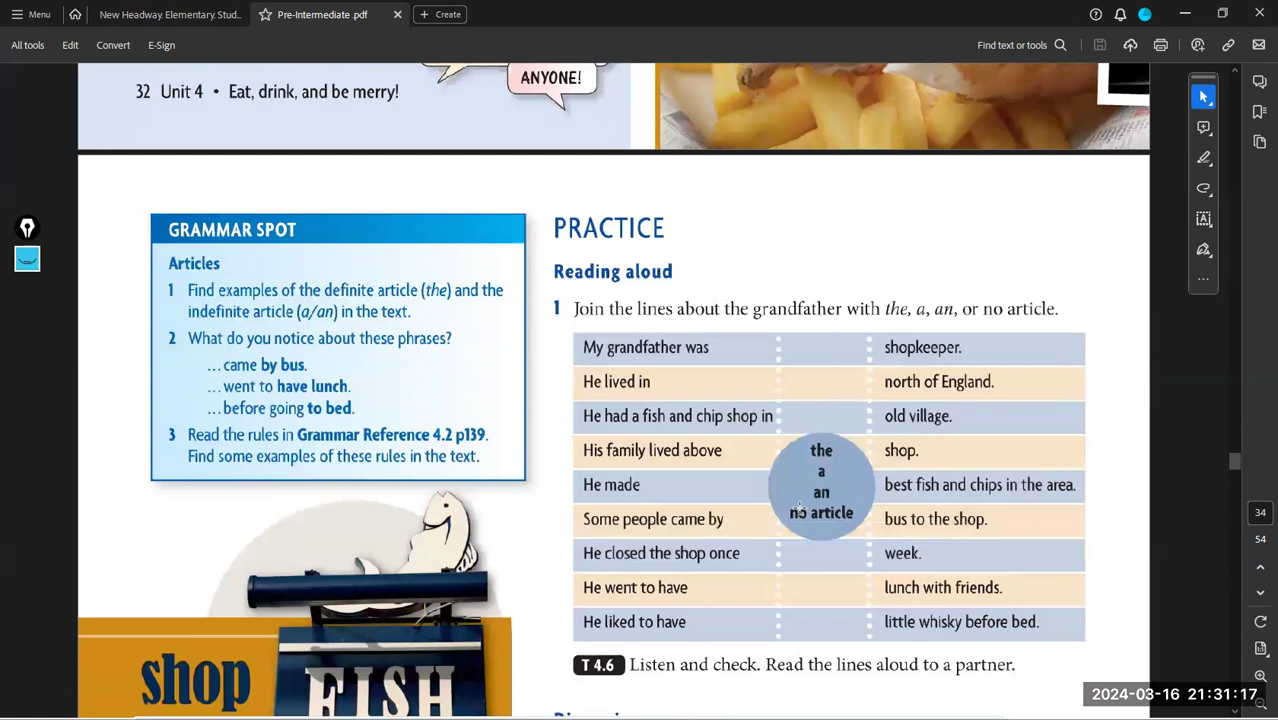 Menu
New Headway. Elementary. Stud...
Pre-Intermediate .pdf
Create
All tools
Edit
Convert
E-Sign
Find text or tools
ANYONE!
32 Unit 4 • Eat, drink, and be merry!
GRAMMAR SPOT
Articles
1 Find examples of the definite article (the) and the
indefinite article (a/an) in the text.
2 What do you notice about these phrases?
...came by bus.
...went to have lunch.
...before going to bed.
3 Read the rules in Grammar Reference 4.2 p139.
Find some examples of these rules in the text.
shop
FISH
PRACTICE
Reading aloud
1 Join the lines about the grandfather with the, a, an, or no article.
My grandfather was shopkeeper.
He lived in north of England.
He had a fish and chip shop in old village.
His family lived above the shop.
a
He made best fish and chips in the area.
an
no article
Some people came by bus to the shop.
He closed the shop once week.
He went to have lunch with friends.
He liked to have little whisky before bed.
T 4.6 Listen and check. Read the lines aloud to a partner.
34
54
2024-03-16 21:31:17